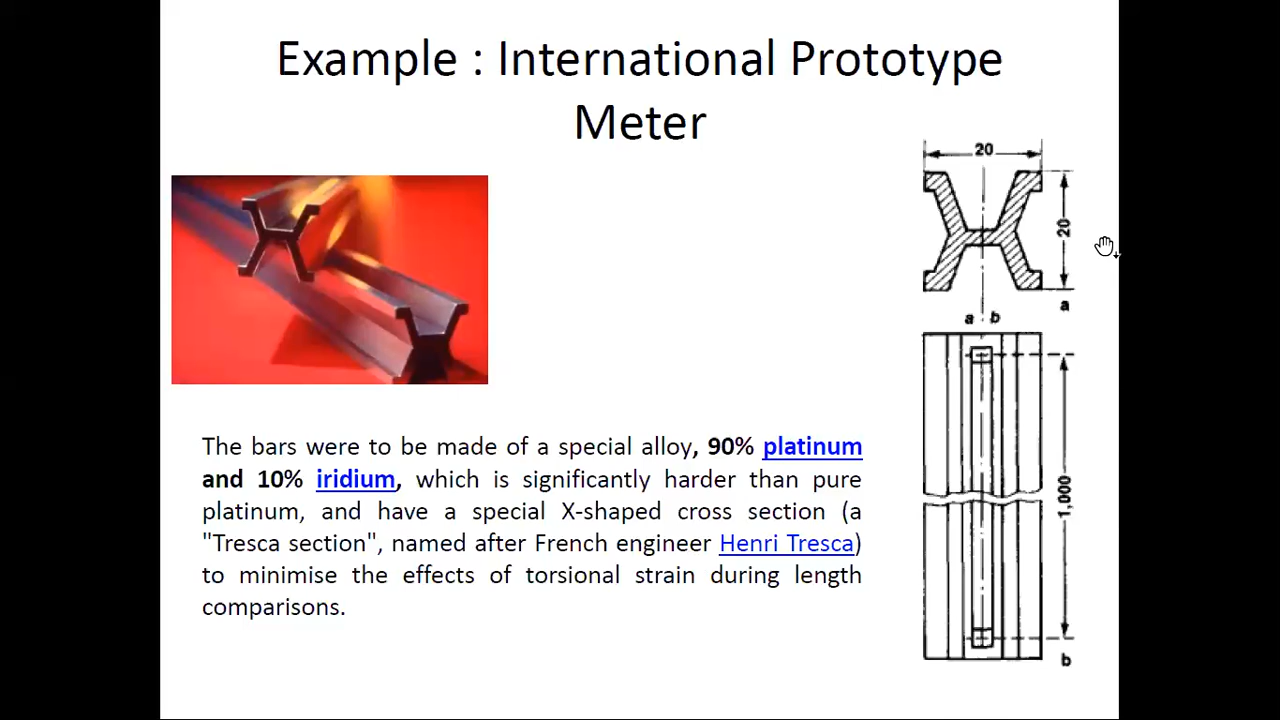 Example : International Prototype
Meter
20
20
a
a b
The bars were to be made of a special alloy, 90% platinum
and 10% iridium, which is significantly harder than pure
platinum, and have a special X-shaped cross section (a
"Tresca section", named after French engineer Henri Tresca)
to minimise the effects of torsional strain during length
comparisons.
1,000
b